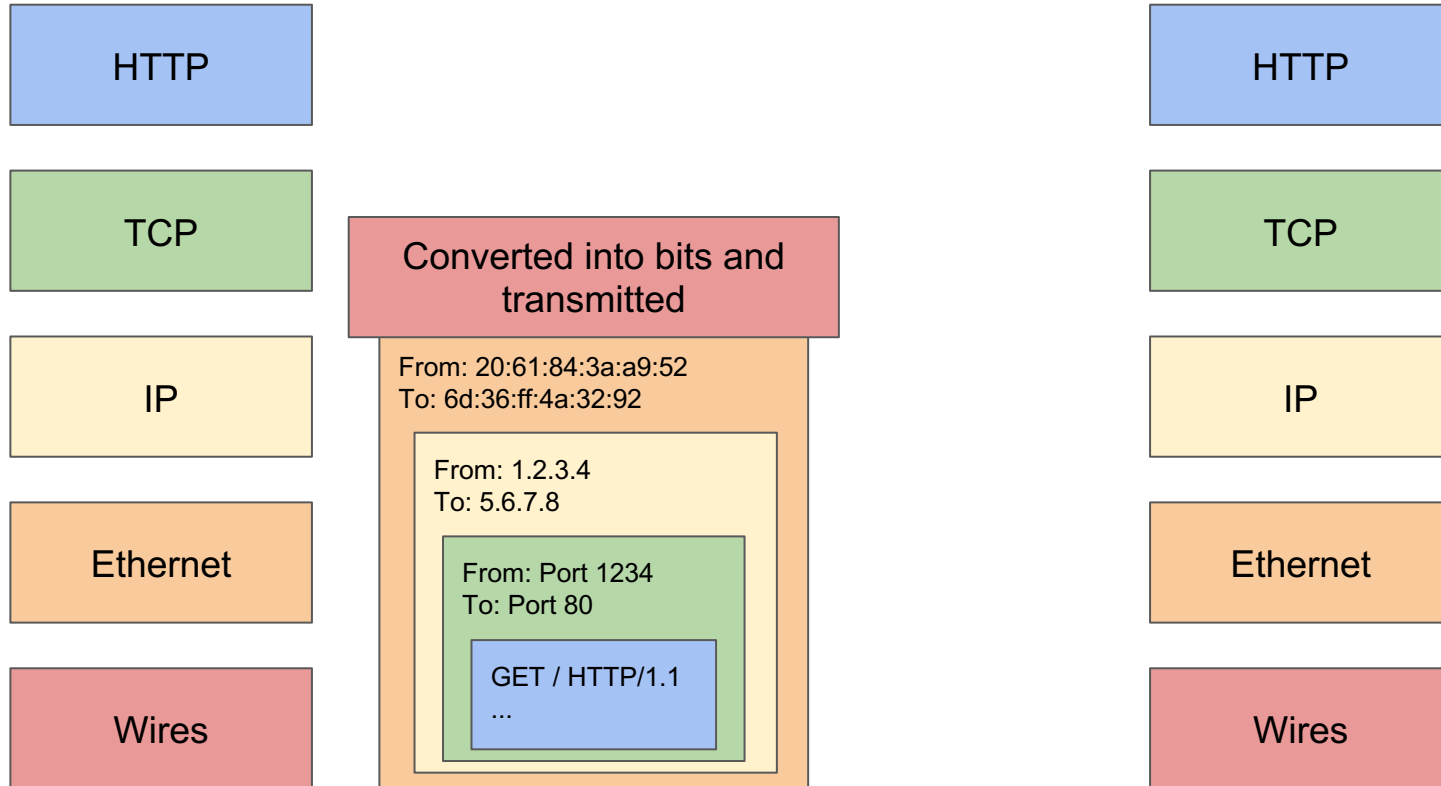 HTTP
TCP
IP
Ethernet
Wires
Converted into bits and
transmitted
From: 20:61:84:3a:a9:52
To: 6d:36:ff:4a:32:92
From: 1.2.3.4
To: 5.6.7.8
From: Port 1234
To: Port 80
GET / HTTP/1.1
...
HTTP
TCP
IP
Ethernet
Wires